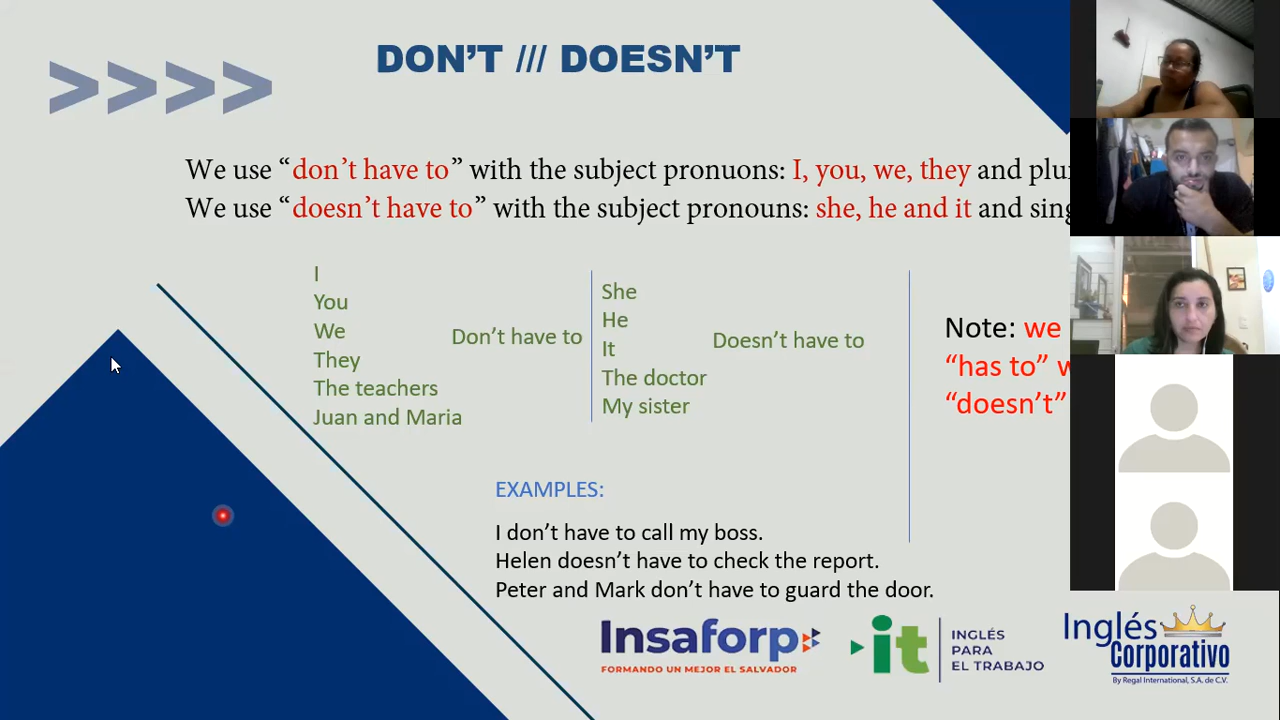 DON'T /// DOESN'T
We use “don't have to” with the subject pronuons: I, you, we, they and
We use “doesn't have to” with the subject pronouns: she, he and it and
I
You
We
They
The teachers
Juan and Maria
Don't have to
She
He
It
The doctor
My sister
Doesn't have to
Note: we
“has to”
“doesn't”
EXAMPLES:
I don't have to call my boss.
Helen doesn't have to check the report.
Peter and Mark don't have to guard the door.
Insaforp
FORMANDO UN MEJOR EL SALVADOR
it
INGLÉS
PARA
EL TRABAJO
Inglés
Corporativo
By Regal International, S.A. de C.V.